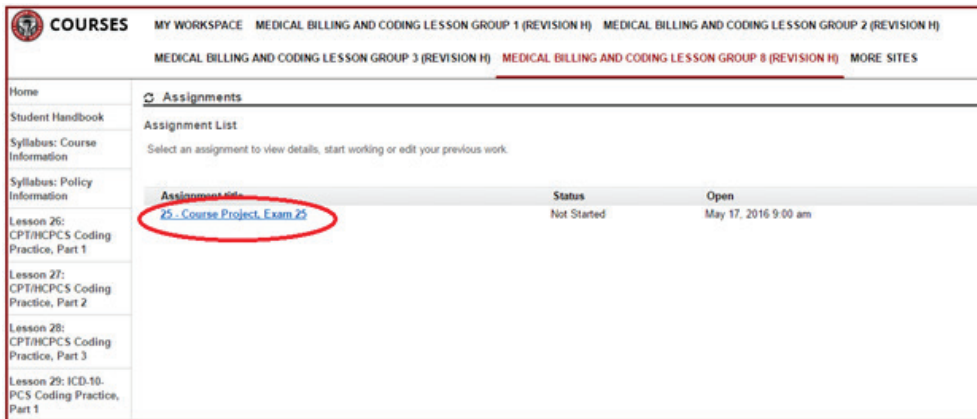 COURSES
MY WORKSPACE MEDICAL BILLING AND CODING LESSON GROUP 1 (REVISION H) MEDICAL BILLING AND CODING LESSON GROUP 2 (REVISION H)
MEDICAL BILLING AND CODING LESSON GROUP 3 (REVISION H) MEDICAL BILLING AND CODING LESSON GROUP 8 (REVISION H) MORE SITES
Home
Student Handbook
Syllabus: Course
Information
Syllabus: Policy
Information
Lesson 26:
CPT/HCPCS Coding
Practice, Part 1
Lesson 27:
CPT/HCPCS Coding
Practice, Part 2
Lesson 28:
CPT/HCPCS Coding
Practice, Part 3
Lesson 29: ICD-10-
PCS Coding Practice,
Part 1
Assignments
Assignment List
Select an assignment to view details, start working or edit your previous work.
Assignment title Status Open
25 - Course Project, Exam 25 Not Started May 17, 2016 9:00 am